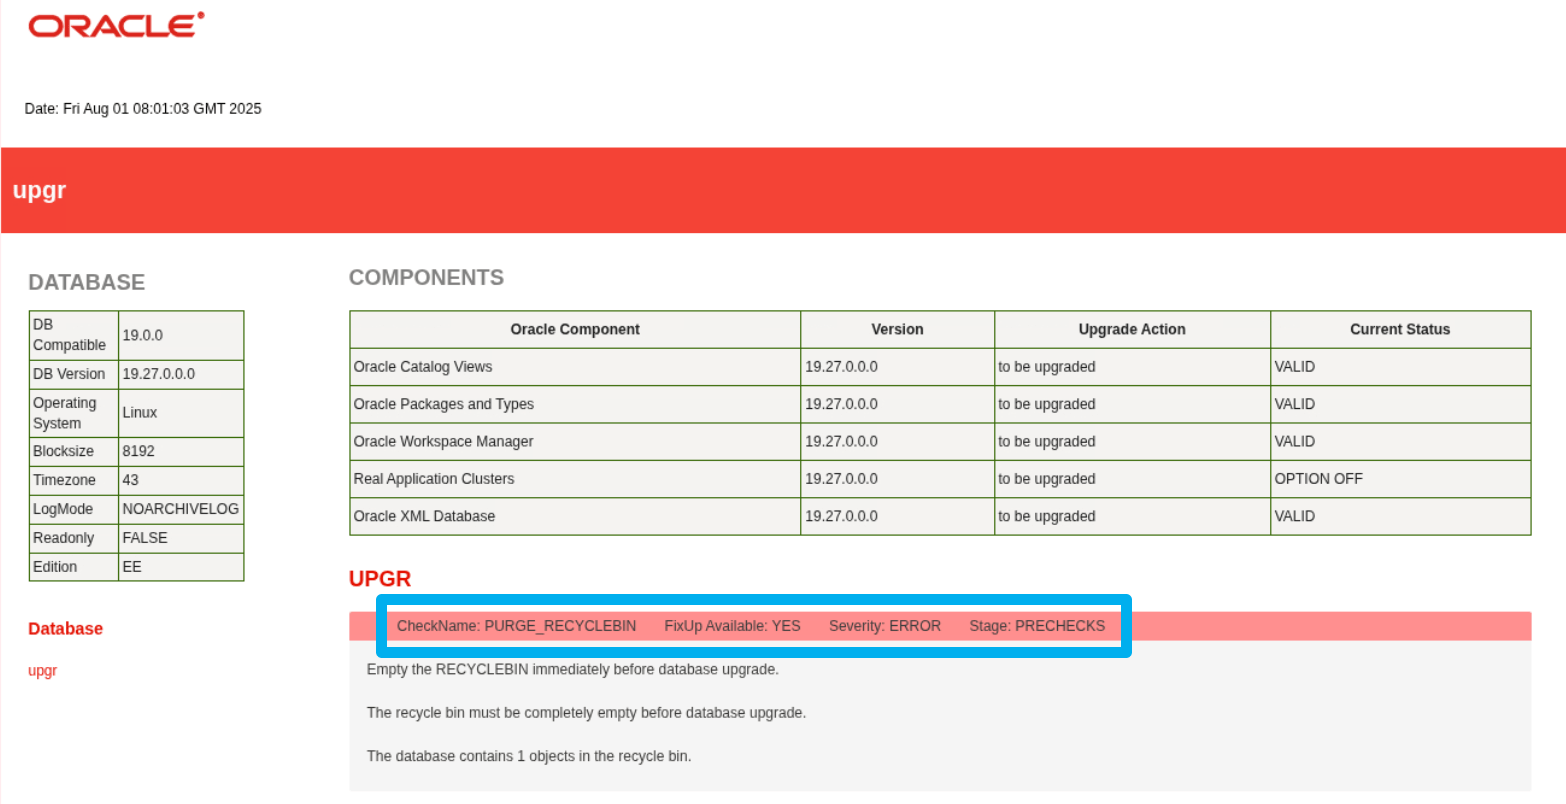 ORACLE
Date: Fri Aug 01 08:01:03 GMT 2025
upgr
DATABASE
DB Compatible 19.0.0
DB Version 19.27.0.0.0
Operating System Linux
Blocksize 8192
Timezone 43
LogMode NOARCHIVELOG
Readonly FALSE
Edition EE
Database
upgr
COMPONENTS
Oracle Component Version Upgrade Action Current Status
Oracle Catalog Views 19.27.0.0.0 to be upgraded VALID
Oracle Packages and Types 19.27.0.0.0 to be upgraded VALID
Oracle Workspace Manager 19.27.0.0.0 to be upgraded VALID
Real Application Clusters 19.27.0.0.0 to be upgraded OPTION OFF
Oracle XML Database 19.27.0.0.0 to be upgraded VALID
UPGR
CheckName: PURGE_RECYCLEBIN FixUp Available: YES Severity: ERROR Stage: PRECHECKS
Empty the RECYCLEBIN immediately before database upgrade.
The recycle bin must be completely empty before database upgrade.
The database contains 1 objects in the recycle bin.